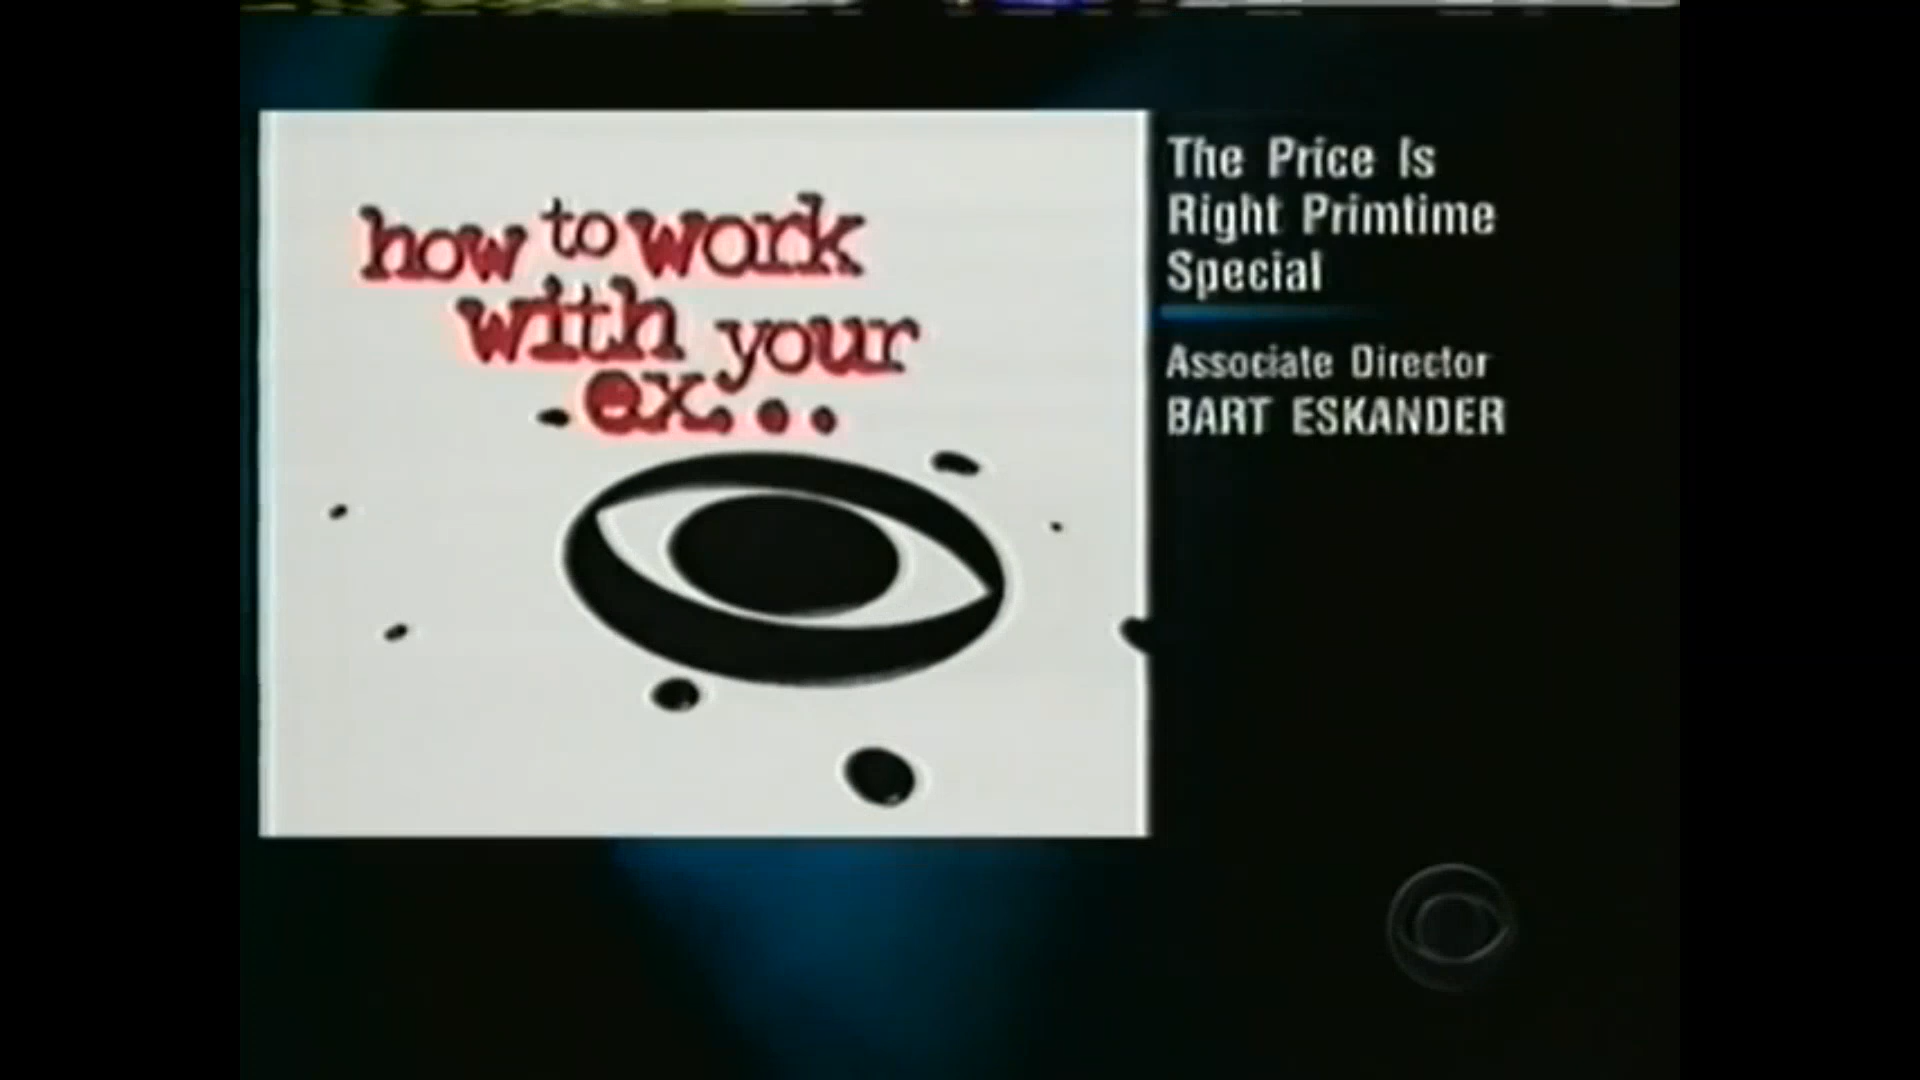 how to work
with your
ex...
The Price Is
Right Primtime
Special
Associate Director
BART ESKANDER